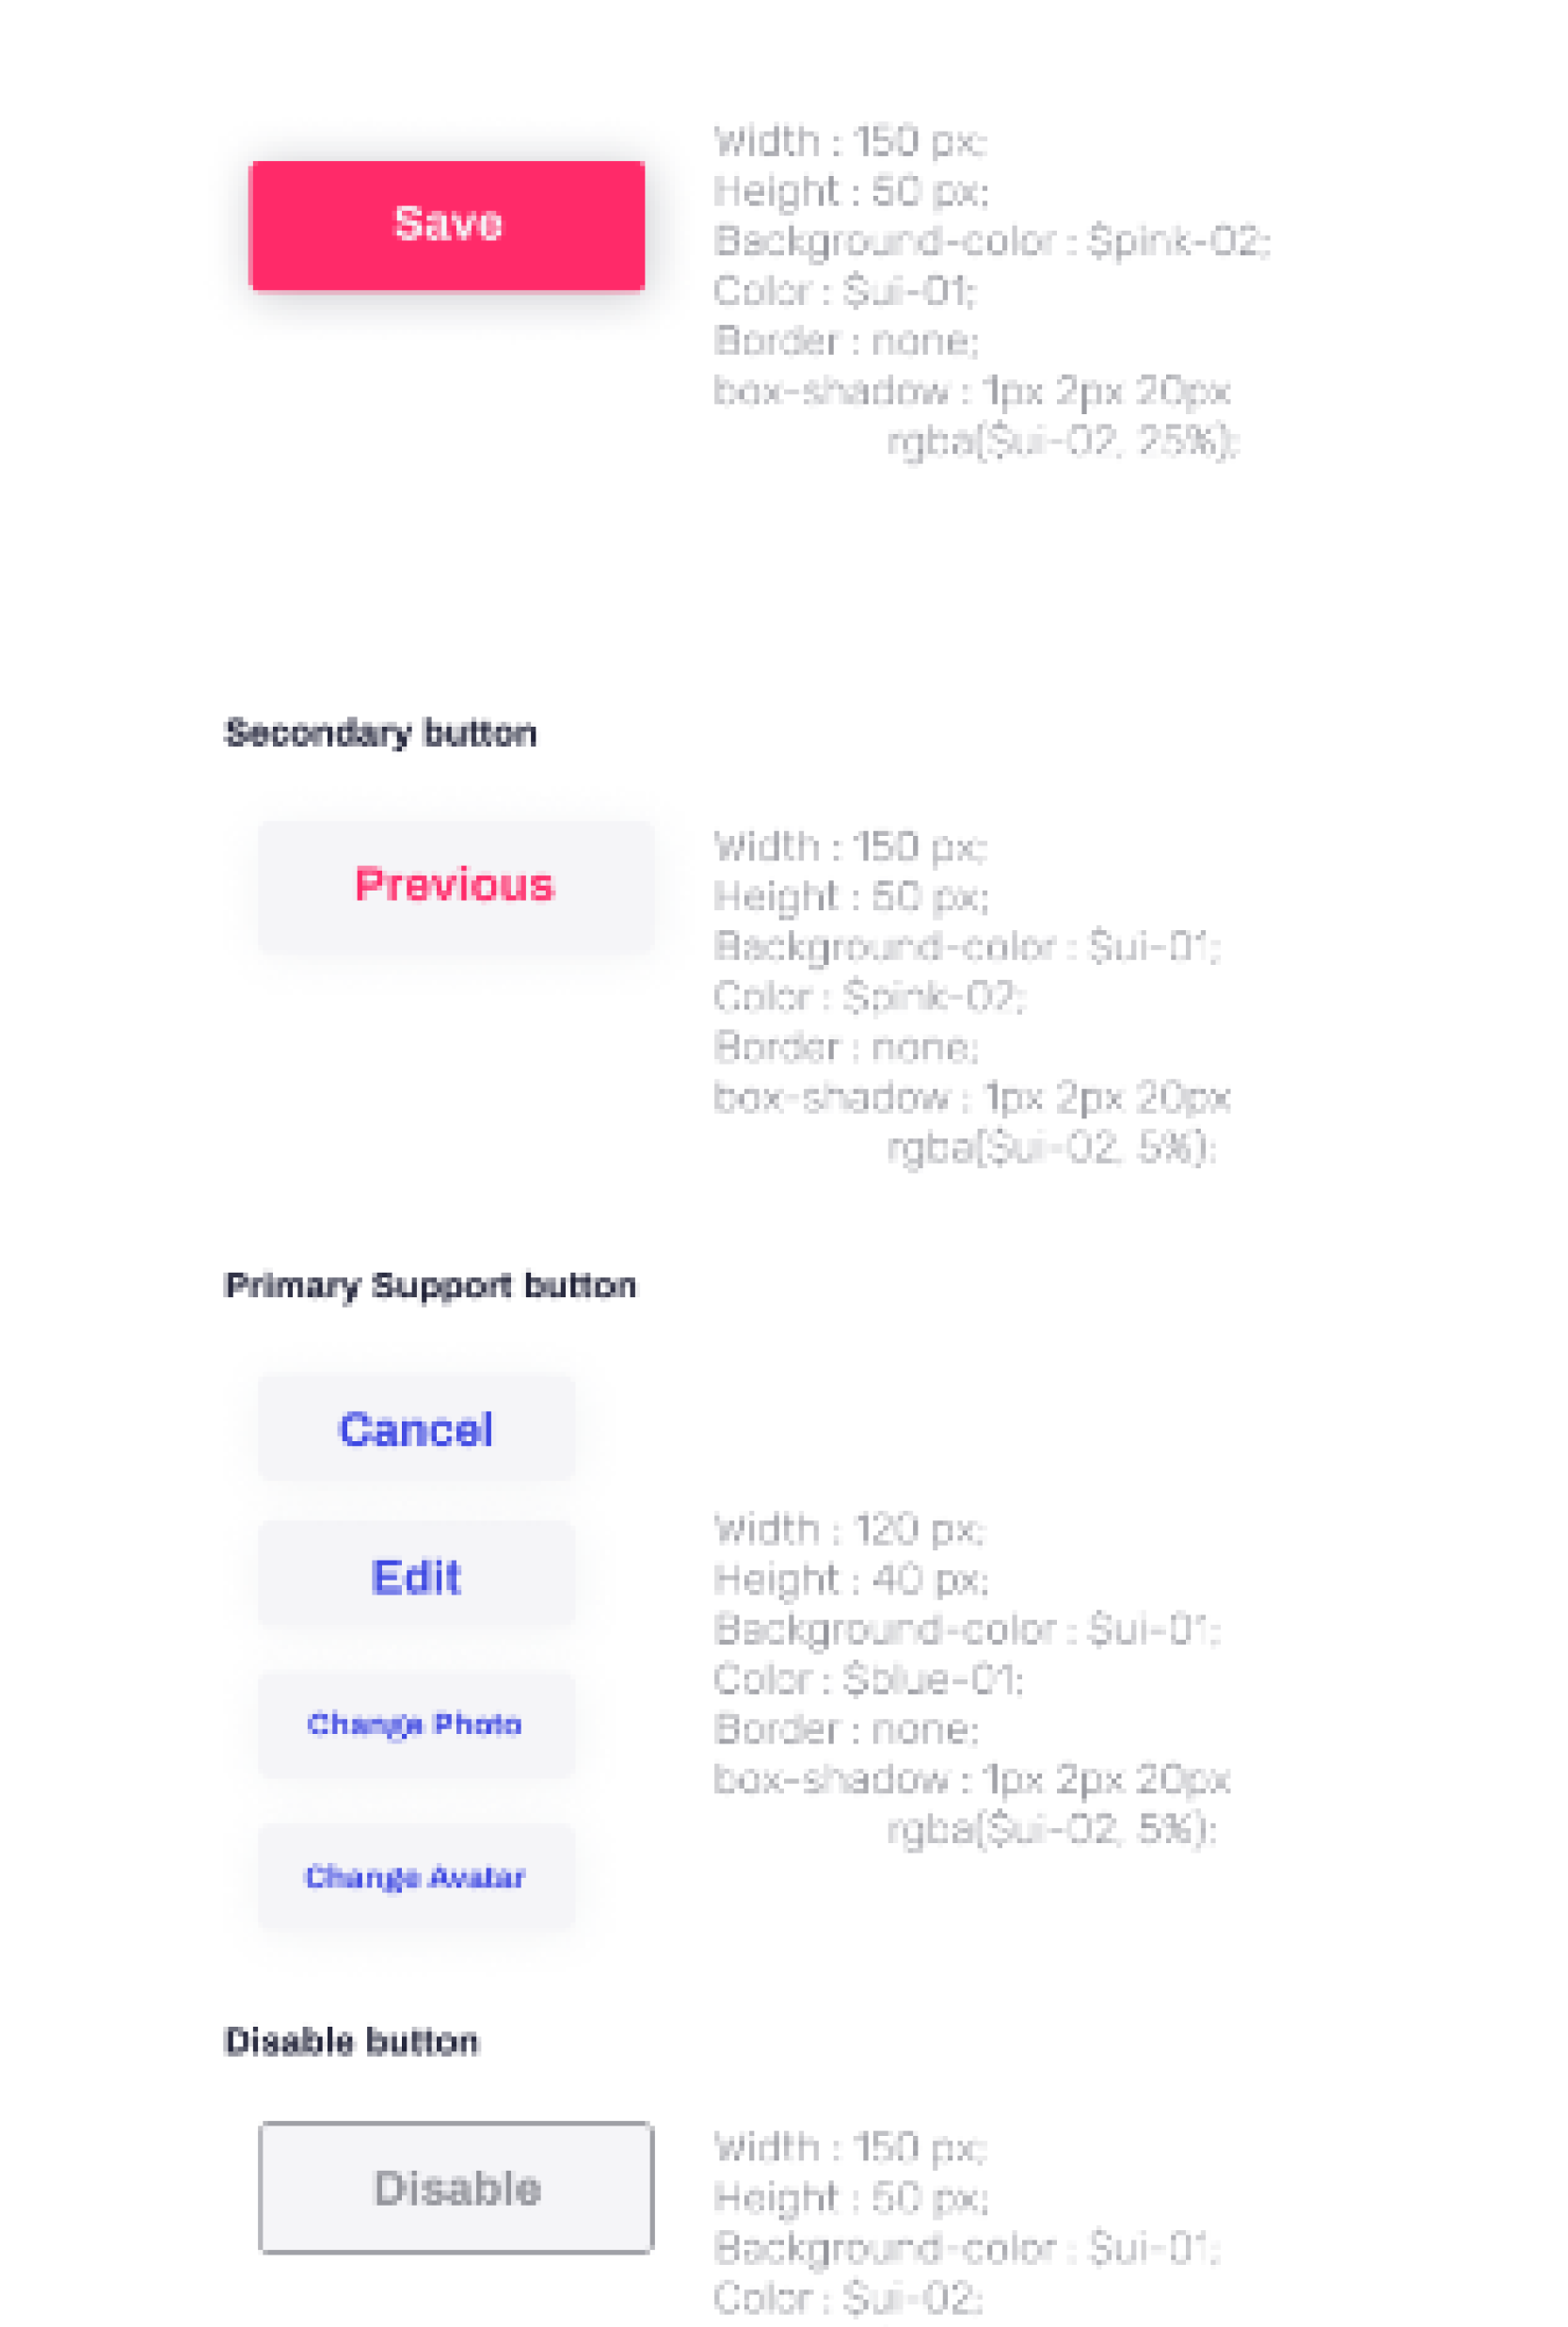 Save
Width : 150 px;
Height : 50 px;
Background-color : $pink-02;
Color : $ui-01;
Border : none;
box-shadow : 1px 2px 20px
rgba($ui-02, 25%);
Secondary button
Previous
Width : 150 px;
Height : 50 px;
Background-color : $ui-01;
Color : $pink-02;
Border : none;
box-shadow : 1px 2px 20px
rgba($ui-02, 5%);
Primary Support button
Cancel
Edit
Change Photo
Change Avatar
Width : 120 px;
Height : 40 px;
Background-color : $ui-01;
Color : $blue-01;
Border : none;
box-shadow : 1px 2px 20px
rgba($ui-02, 5%);
Disable button
Disable
Width : 150 px;
Height : 50 px;
Background-color : $ui-01;
Color : $ui-02;